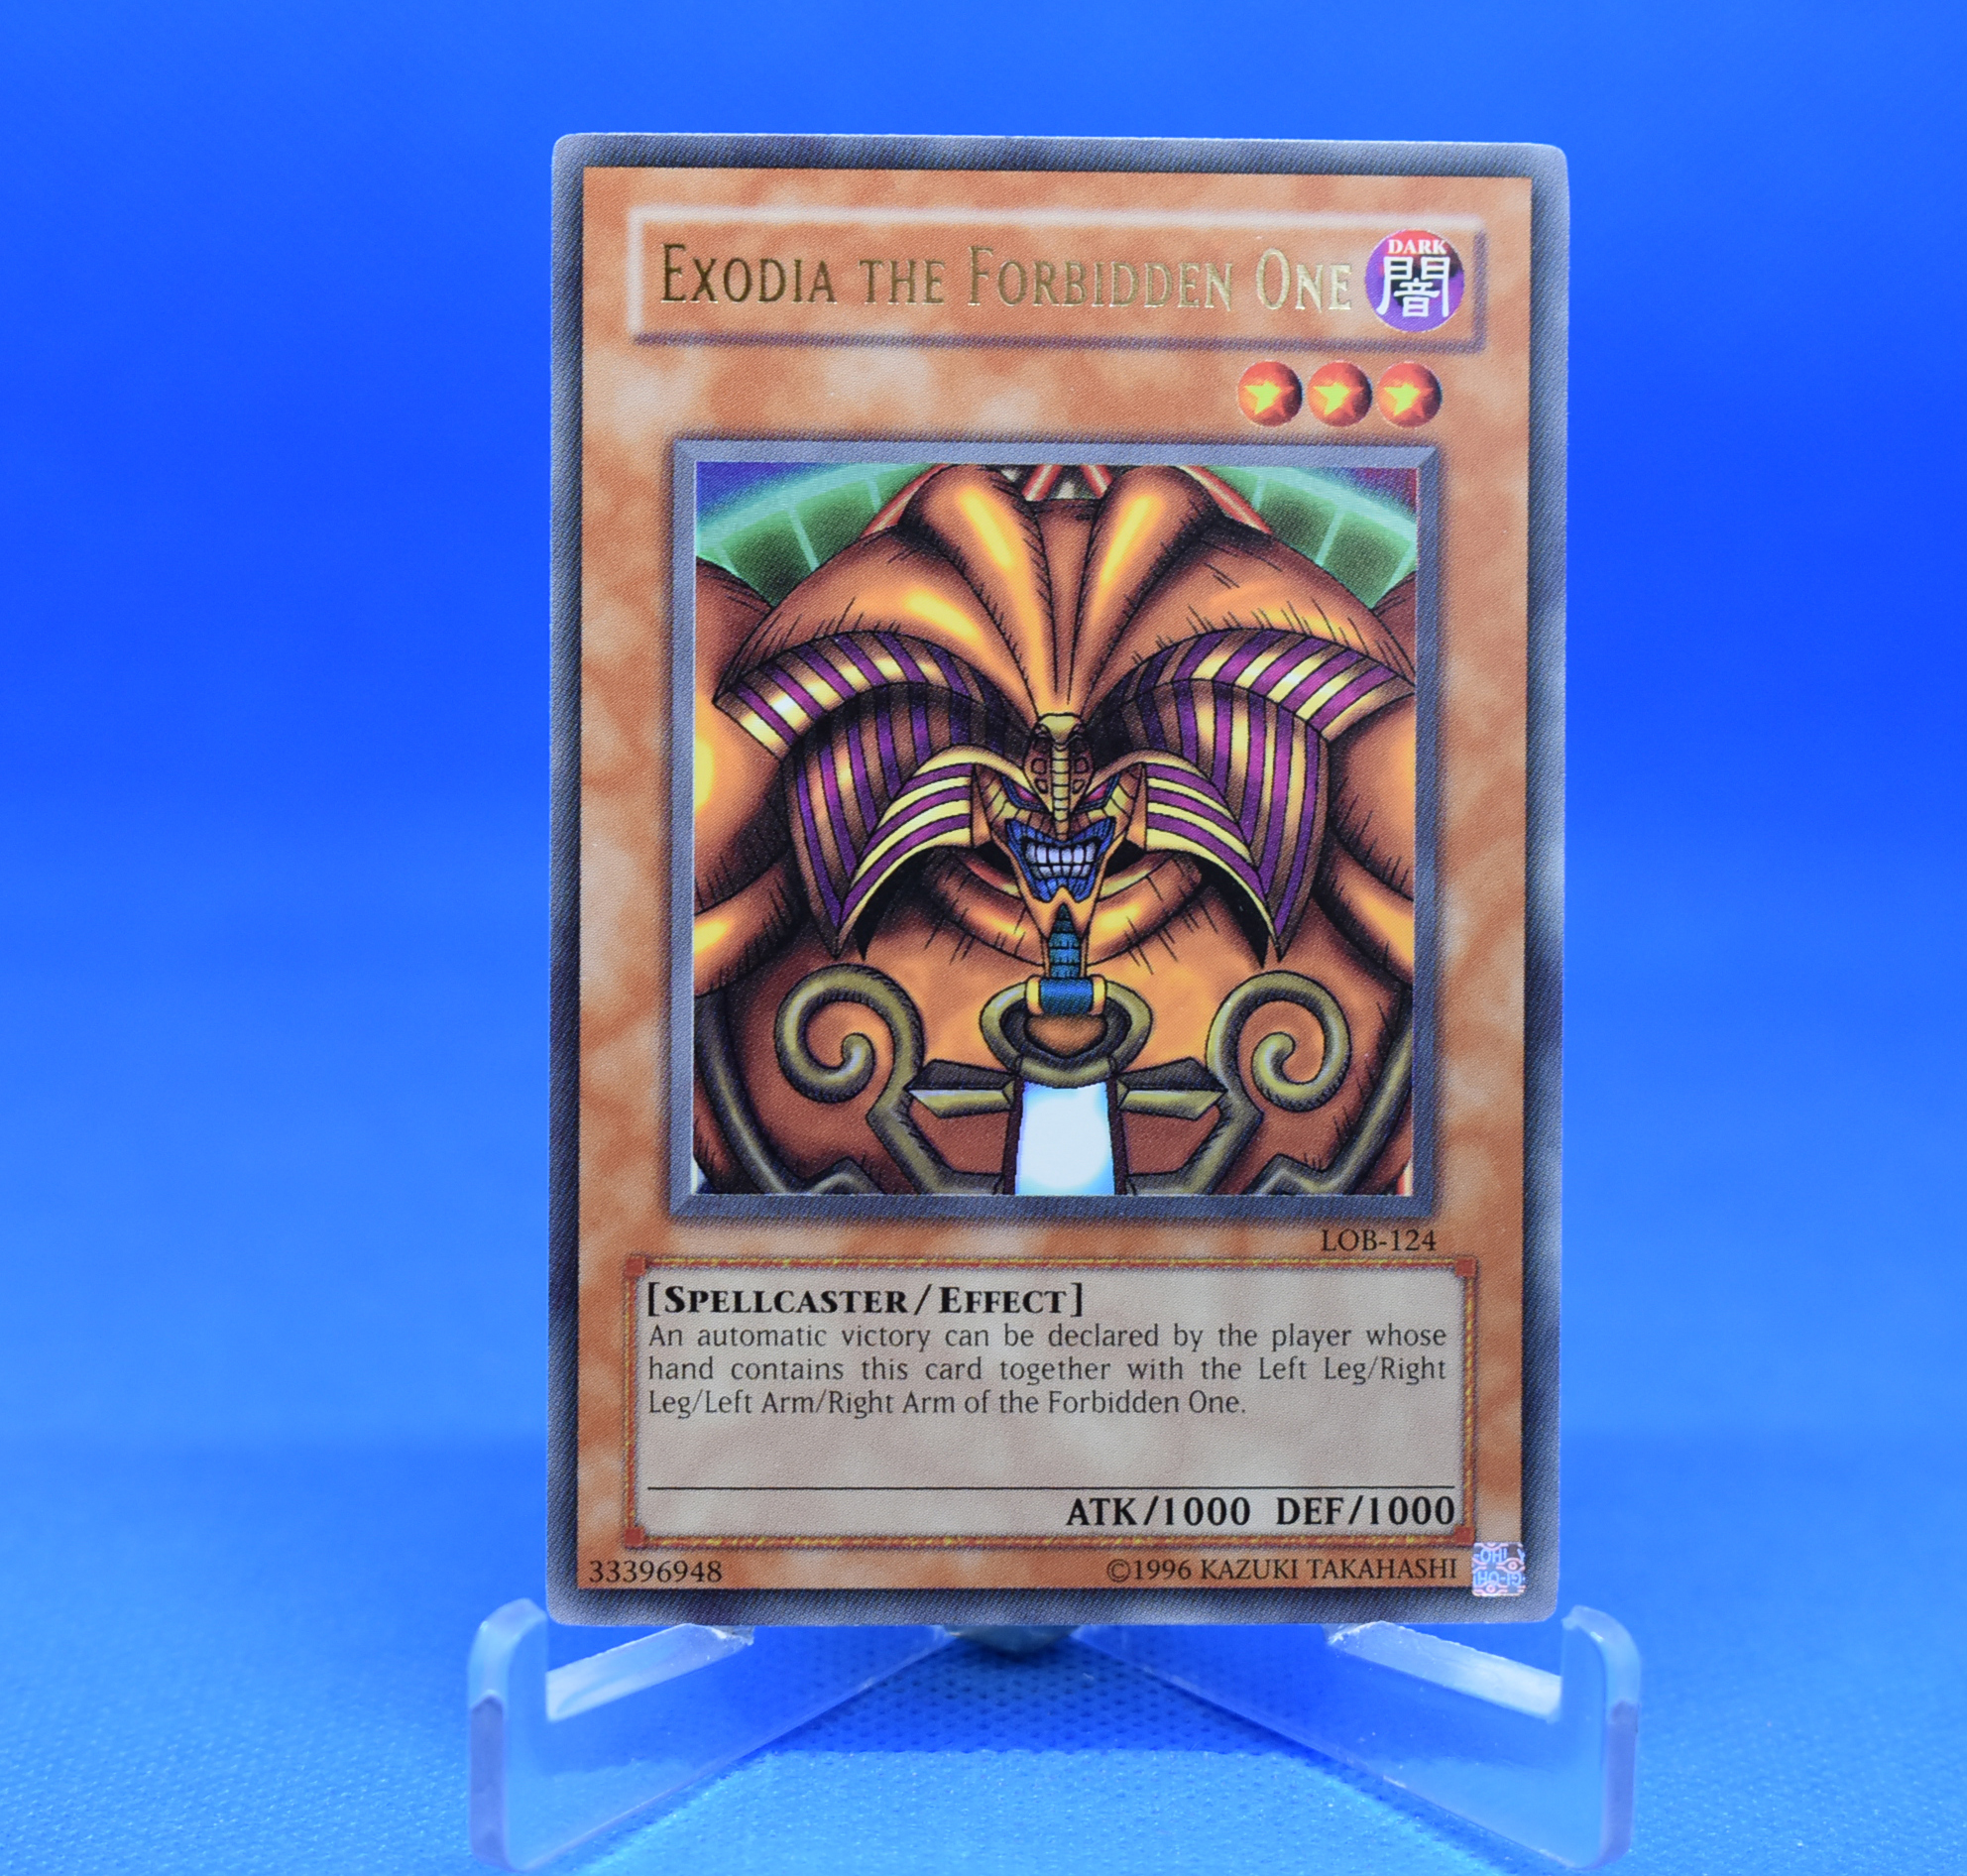 EXODIA THE FORBIDDEN ONE
DARK
闇
LOB-124
[SPELLCASTER/EFFECT]
An automatic victory can be declared by the player whose
hand contains this card together with the Left Leg/Right
Leg/Left Arm/Right Arm of the Forbidden One.
ATK/1000 DEF/1000
33396948
©1996 KAZUKI TAKAHASHI